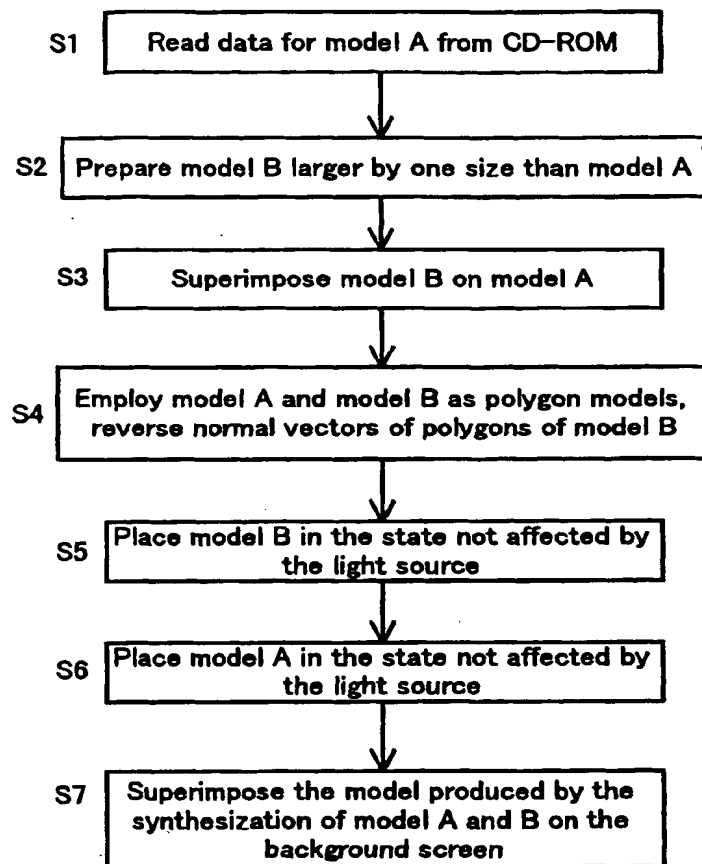 S1
Read data for model A from CD-ROM
S2
Prepare model B larger by one size than model A
S3
Superimpose model B on model A
S4
Employ model A and model B as polygon models,
reverse normal vectors of polygons of model B
S5
Place model B in the state not affected by
the light source
S6
Place model A in the state not affected by
the light source
S7
Superimpose the model produced by the
synthesization of model A and B on the
background screen